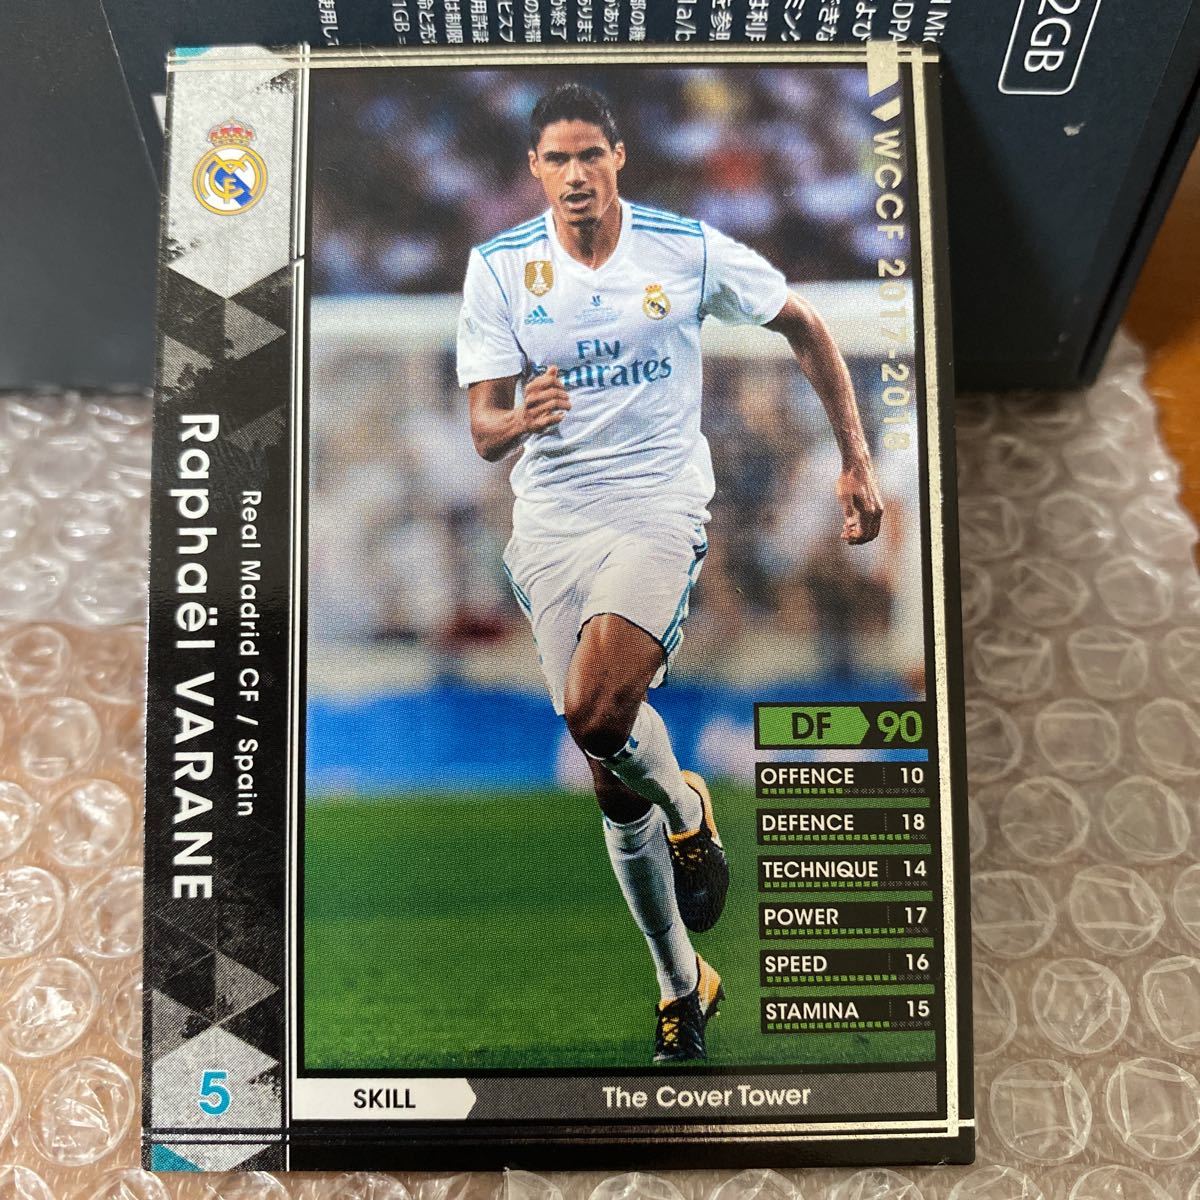 2GB
WCCF 2017-2018
adidas
Fly
Emirates
Raphaël VARANE
Real Madrid CF / Spain
5
DF 90
OFFENCE 10
DEFENCE 18
TECHNIQUE 14
POWER 17
SPEED 16
STAMINA 15
SKILL The Cover Tower